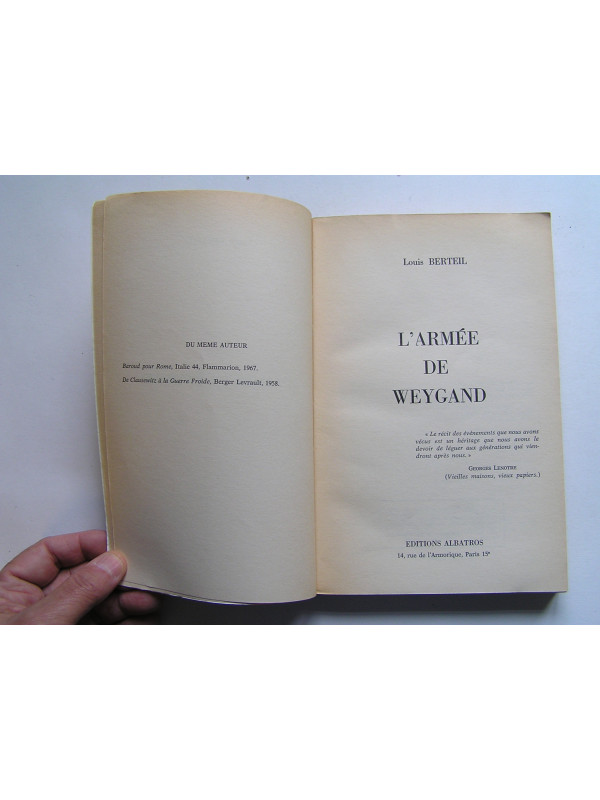 DU MEME AUTEUR
Baroud pour Rome, Italie 44, Flammarion, 1967.
De Clausewitz à la Guerre Froide, Berger Levrault, 1958.
Louis BERTEIL
L'ARMÉE
DE
WEYGAND
« Le récit des événements que nous avons
vécus est un héritage que nous avons le
devoir de léguer aux générations qui vien-
dront après nous. »
Georges Lenotre
(Vieilles maisons, vieux papiers.)
EDITIONS ALBATROS
14, rue de l'Armorique, Paris 15e